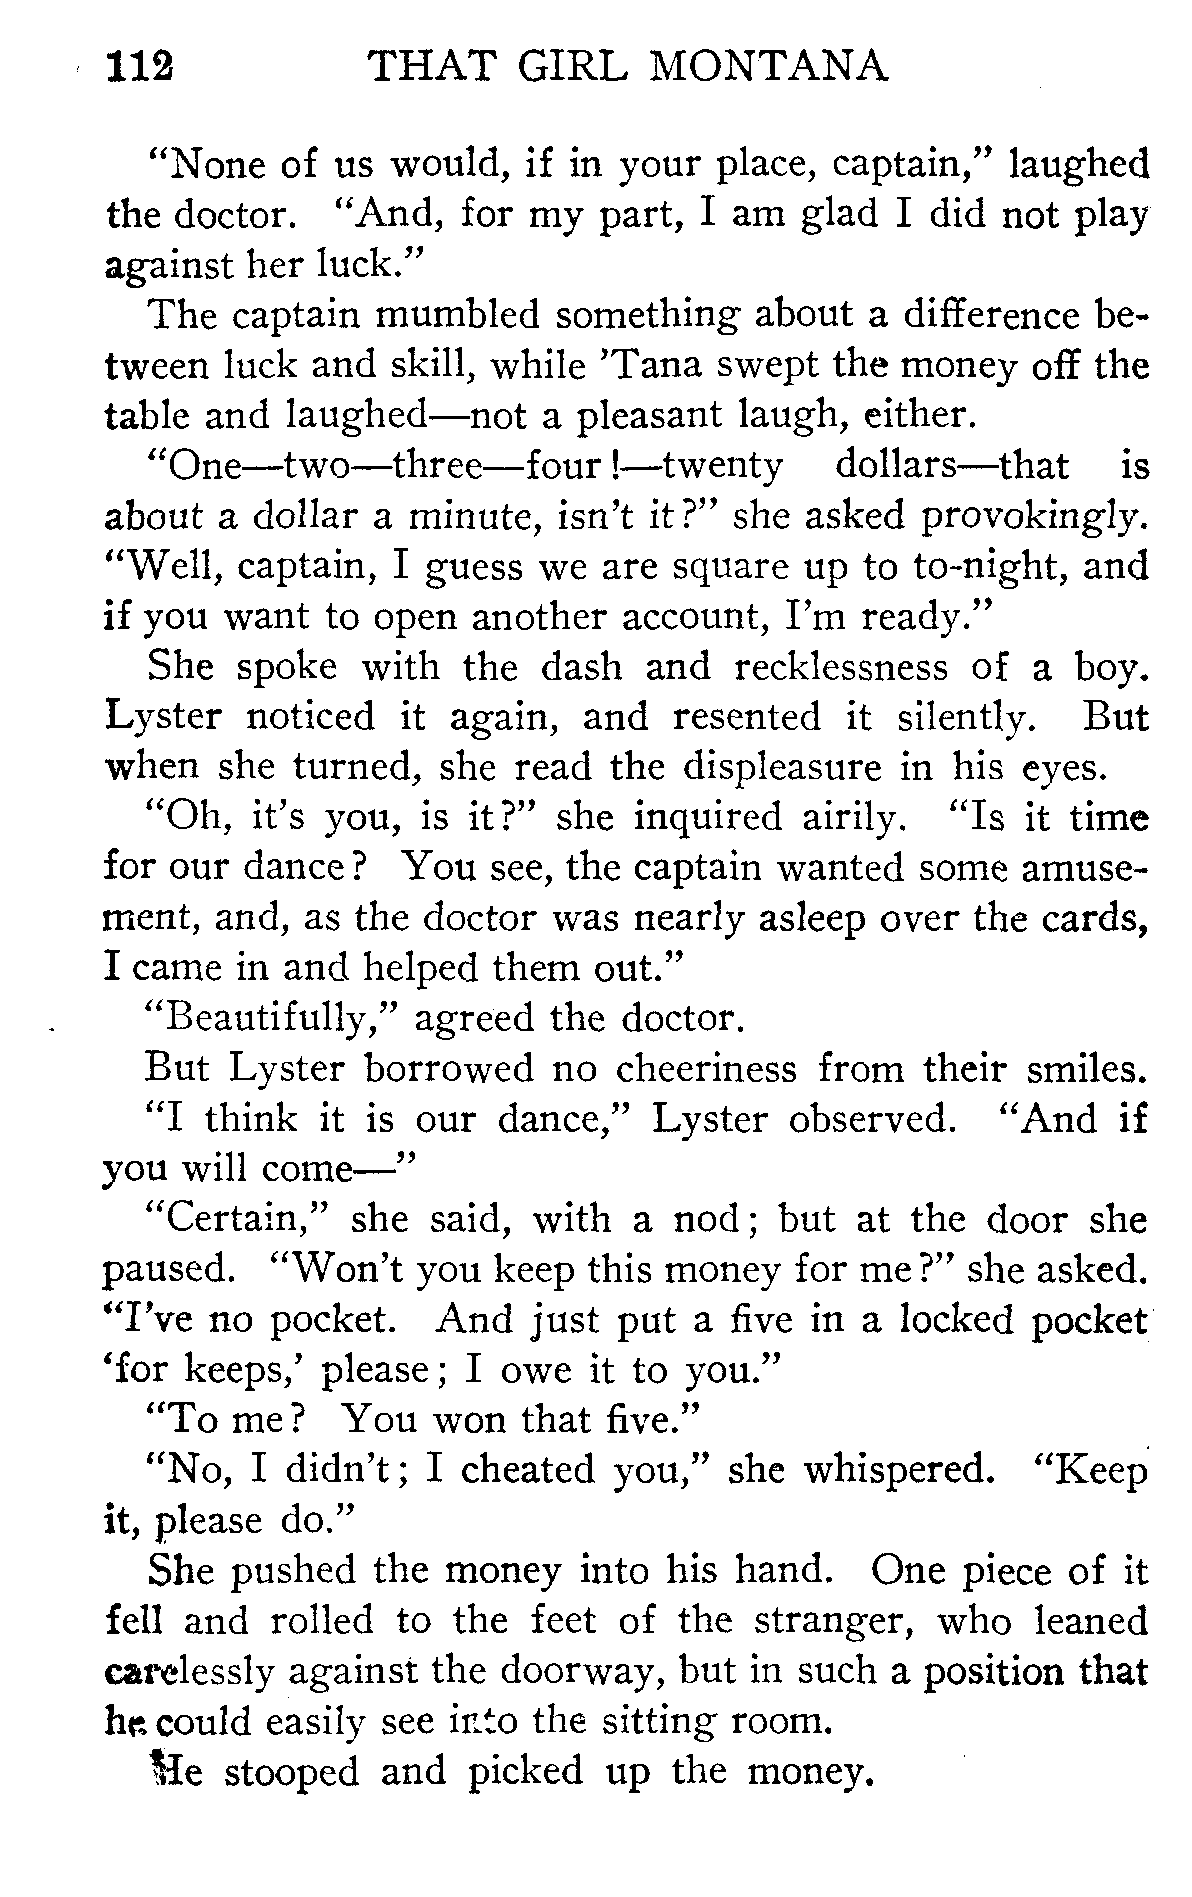 112 THAT GIRL MONTANA
“None of us would, if in your place, captain,” laughed
the doctor. “And, for my part, I am glad I did not play
against her luck.”
The captain mumbled something about a difference be-
tween luck and skill, while ’Tana swept the money off the
table and laughed—not a pleasant laugh, either.
“One—two—three—four!—twenty dollars—that is
about a dollar a minute, isn’t it?” she asked provokingly.
“Well, captain, I guess we are square up to to-night, and
if you want to open another account, I’m ready.”
She spoke with the dash and recklessness of a boy.
Lyster noticed it again, and resented it silently. But
when she turned, she read the displeasure in his eyes.
“Oh, it’s you, is it?” she inquired airily. “Is it time
for our dance? You see, the captain wanted some amuse-
ment, and, as the doctor was nearly asleep over the cards,
I came in and helped them out.”
“Beautifully,” agreed the doctor.
But Lyster borrowed no cheeriness from their smiles.
“I think it is our dance,” Lyster observed. “And if
you will come—”
“Certain,” she said, with a nod; but at the door she
paused. “Won’t you keep this money for me?” she asked.
“I’ve no pocket. And just put a five in a locked pocket
‘for keeps,’ please; I owe it to you.”
“To me? You won that five.”
“No, I didn’t; I cheated you,” she whispered. “Keep
it, please do.”
She pushed the money into his hand. One piece of it
fell and rolled to the feet of the stranger, who leaned
carelessly against the doorway, but in such a position that
he could easily see into the sitting room.
He stooped and picked up the money.